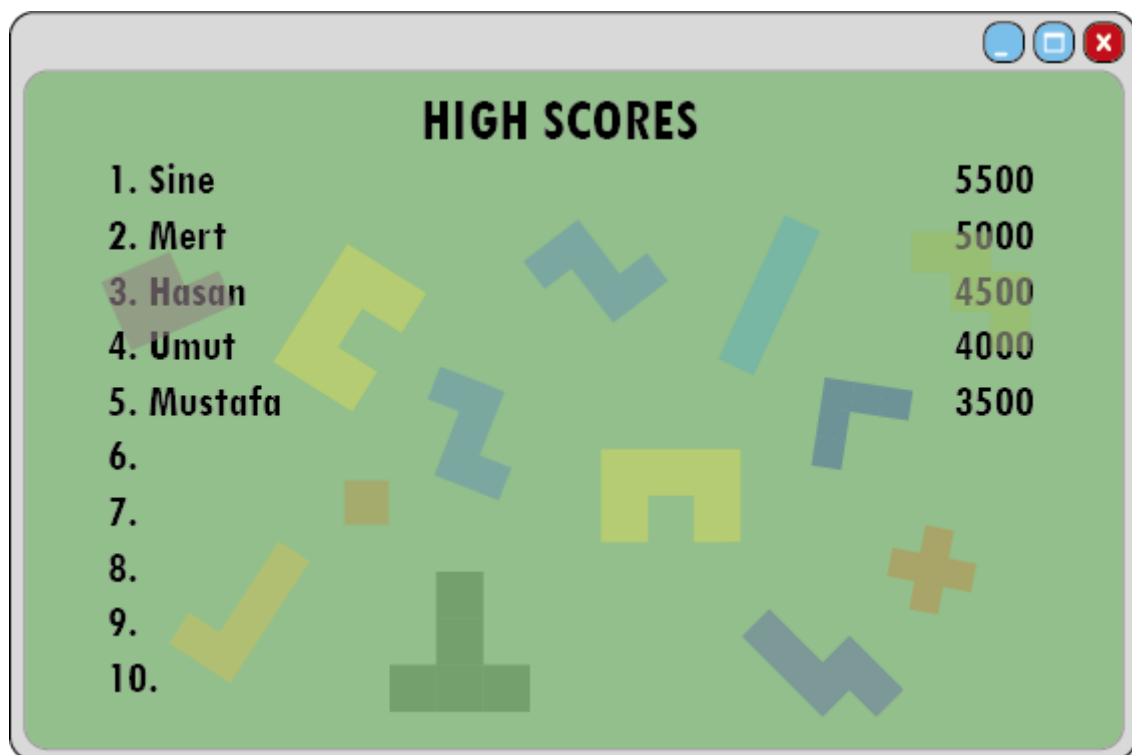 HIGH SCORES
1. Sine 5500
2. Mert 5000
3. Hasan 4500
4. Umut 4000
5. Mustafa 3500
6.
7.
8.
9.
10.